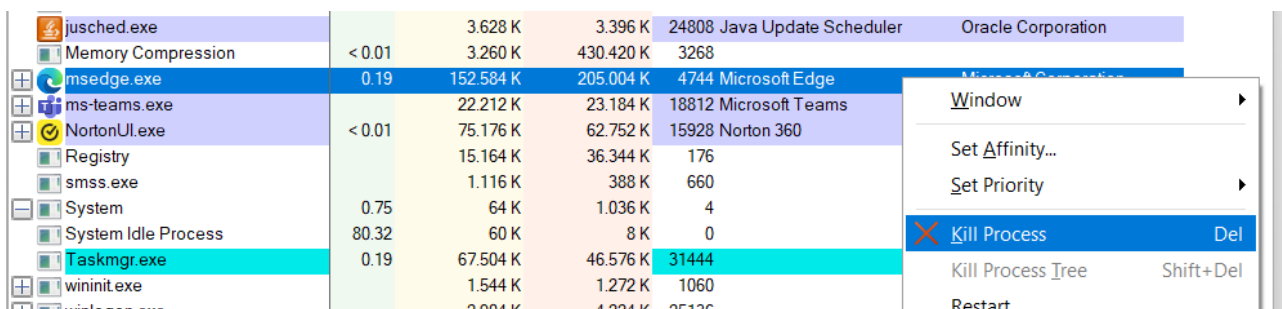 jusched.exe 3.628 K 3.396 K 24808 Java Update Scheduler Oracle Corporation
Memory Compression < 0.01 3.260 K 430.420 K 3268
msedge.exe 0.19 152.584 K 205.004 K 4744 Microsoft Edge Microsoft Corporation
ms-teams.exe 22.212 K 23.184 K 18812 Microsoft Teams
NortonUI.exe < 0.01 75.176 K 62.752 K 15928 Norton 360
Registry 15.164 K 36.344 K 176
smss.exe 1.116 K 388 K 660
System 0.75 64 K 1.036 K 4
System Idle Process 80.32 60 K 8 K 0
Taskmgr.exe 0.19 67.504 K 46.576 K 31444
wininit.exe 1.544 K 1.272 K 1060
Window
Set Affinity...
Set Priority
Kill Process Del
Kill Process Tree Shift+Del
Restart